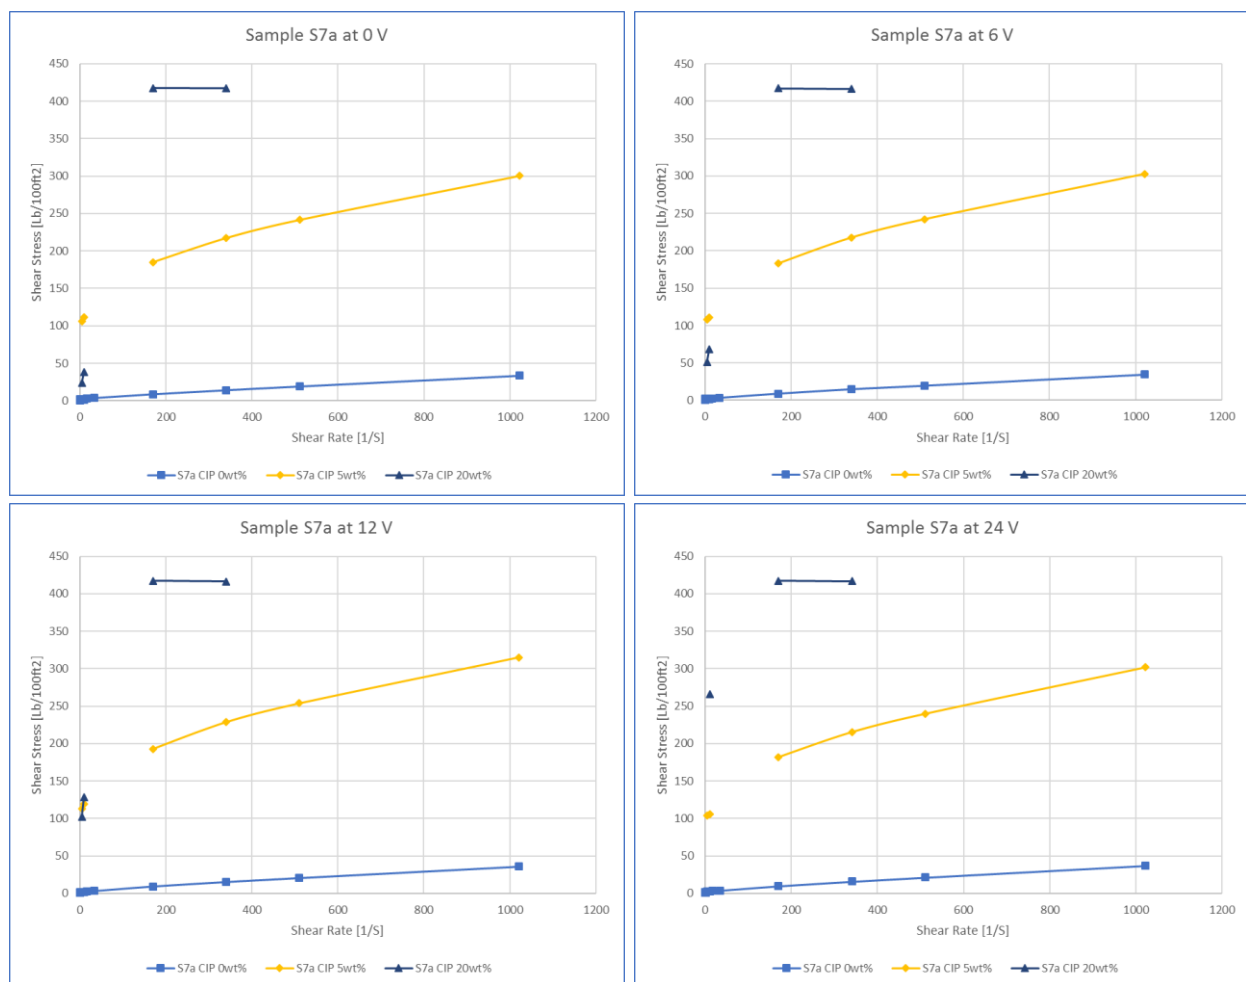 Sample S7a at 0 V
450
400
350
300
250
200
150
100
50
0
Shear Stress [Lb/100ft2]
0 200 400 600 800 1000 1200
Shear Rate [1/S]
S7a CIP 0wt% S7a CIP 5wt% S7a CIP 20wt%
Sample S7a at 6 V
450
400
350
300
250
200
150
100
50
0
Shear Stress [Lb/100ft2]
0 200 400 600 800 1000 1200
Shear Rate [1/S]
S7a CIP 0wt% S7a CIP 5wt% S7a CIP 20wt%
Sample S7a at 12 V
450
400
350
300
250
200
150
100
50
0
Shear Stress [Lb/100ft2]
0 200 400 600 800 1000 1200
Shear Rate [1/S]
S7a CIP 0wt% S7a CIP 5wt% S7a CIP 20wt%
Sample S7a at 24 V
450
400
350
300
250
200
150
100
50
0
Shear Stress [Lb/100ft2]
0 200 400 600 800 1000 1200
Shear Rate [1/S]
S7a CIP 0wt% S7a CIP 5wt% S7a CIP 20wt%